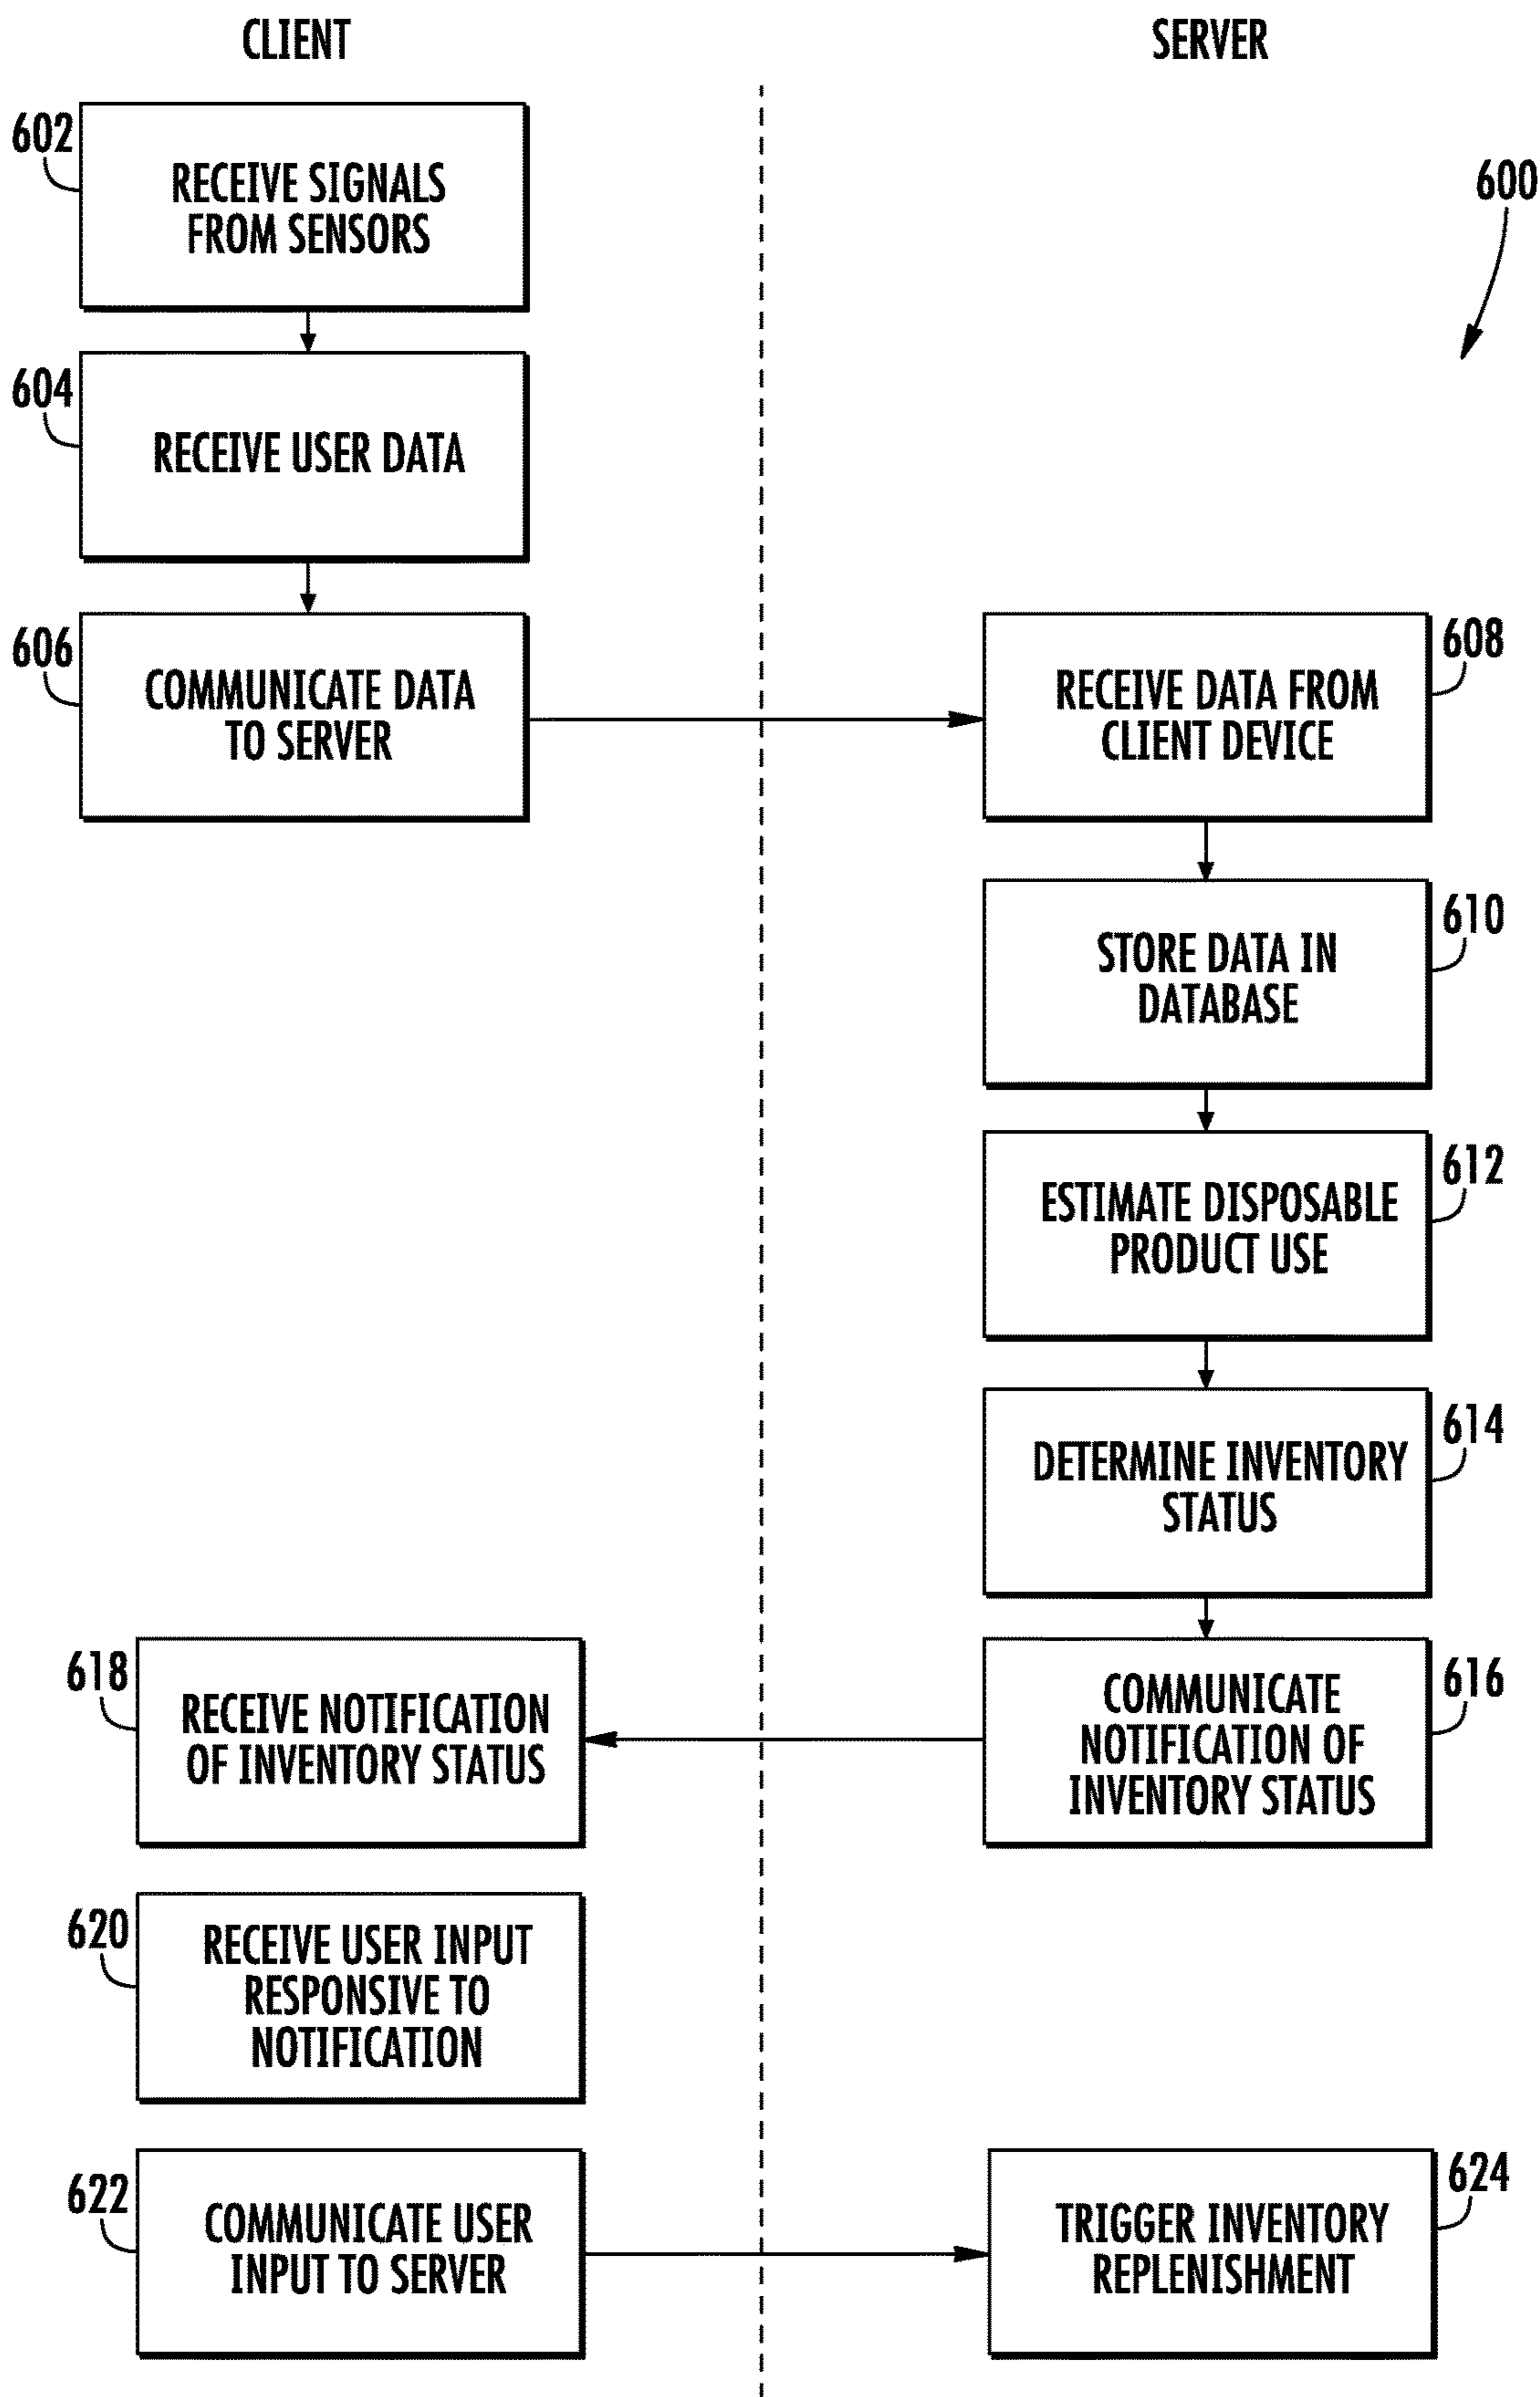 CLIENT
SERVER
600
602
RECEIVE SIGNALS
FROM SENSORS
604
RECEIVE USER DATA
606
COMMUNICATE DATA
TO SERVER
608
RECEIVE DATA FROM
CLIENT DEVICE
610
STORE DATA IN
DATABASE
612
ESTIMATE DISPOSABLE
PRODUCT USE
614
DETERMINE INVENTORY
STATUS
616
COMMUNICATE
NOTIFICATION OF
INVENTORY STATUS
618
RECEIVE NOTIFICATION
OF INVENTORY STATUS
620
RECEIVE USER INPUT
RESPONSIVE TO
NOTIFICATION
622
COMMUNICATE USER
INPUT TO SERVER
624
TRIGGER INVENTORY
REPLENISHMENT